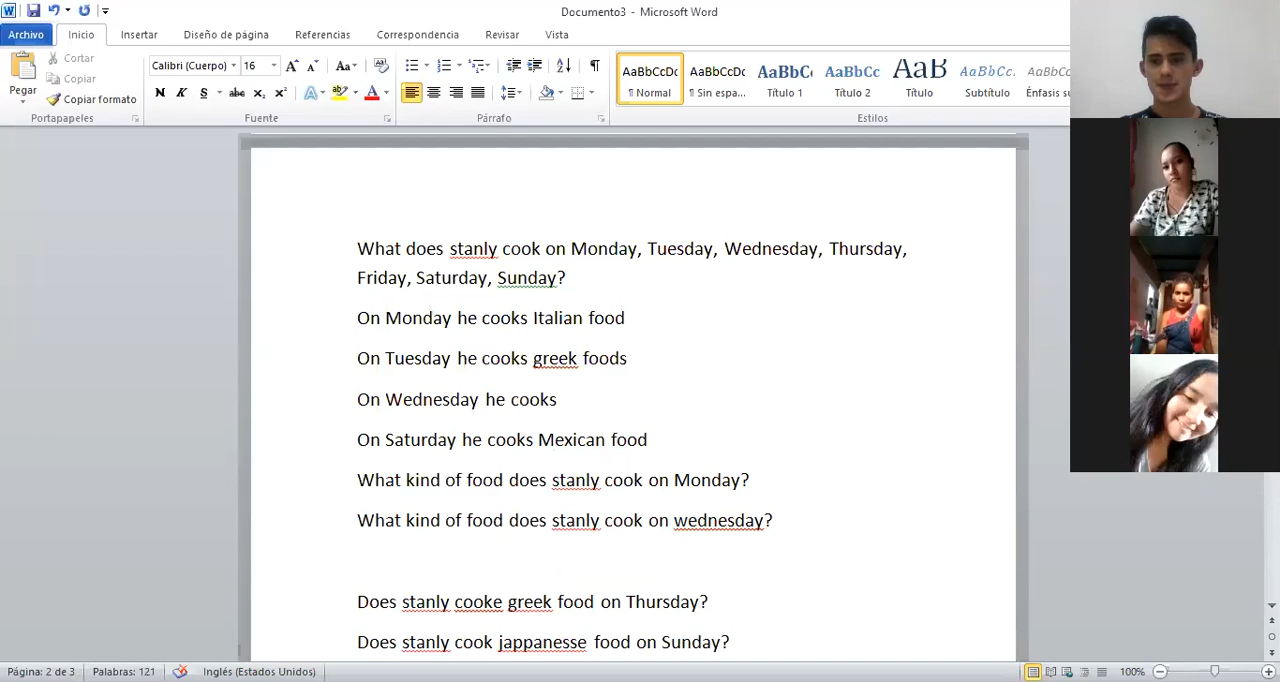 Documento3 - Microsoft Word
Archivo Inicio Insertar Diseño de página Referencias Correspondencia Revisar Vista
Cortar
Copiar
Copiar formato
Pegar
Portapapeles
Calibri (Cuerpo) 16
Fuente
Párrafo
AaBbCcDc AaBbCcDc AaBbC AaBbCc AaB AaBbCc. AaBbCcDc
¶ Normal ¶ Sin espa... Título 1 Título 2 Título Subtítulo Énfasis su
Estilos
What does stanly cook on Monday, Tuesday, Wednesday, Thursday,
Friday, Saturday, Sunday?
On Monday he cooks Italian food
On Tuesday he cooks greek foods
On Wednesday he cooks
On Saturday he cooks Mexican food
What kind of food does stanly cook on Monday?
What kind of food does stanly cook on wednesday?
Does stanly cooke greek food on Thursday?
Does stanly cook jappanesse food on Sunday?
Página: 2 de 3 Palabras: 121 Inglés (Estados Unidos) 100%